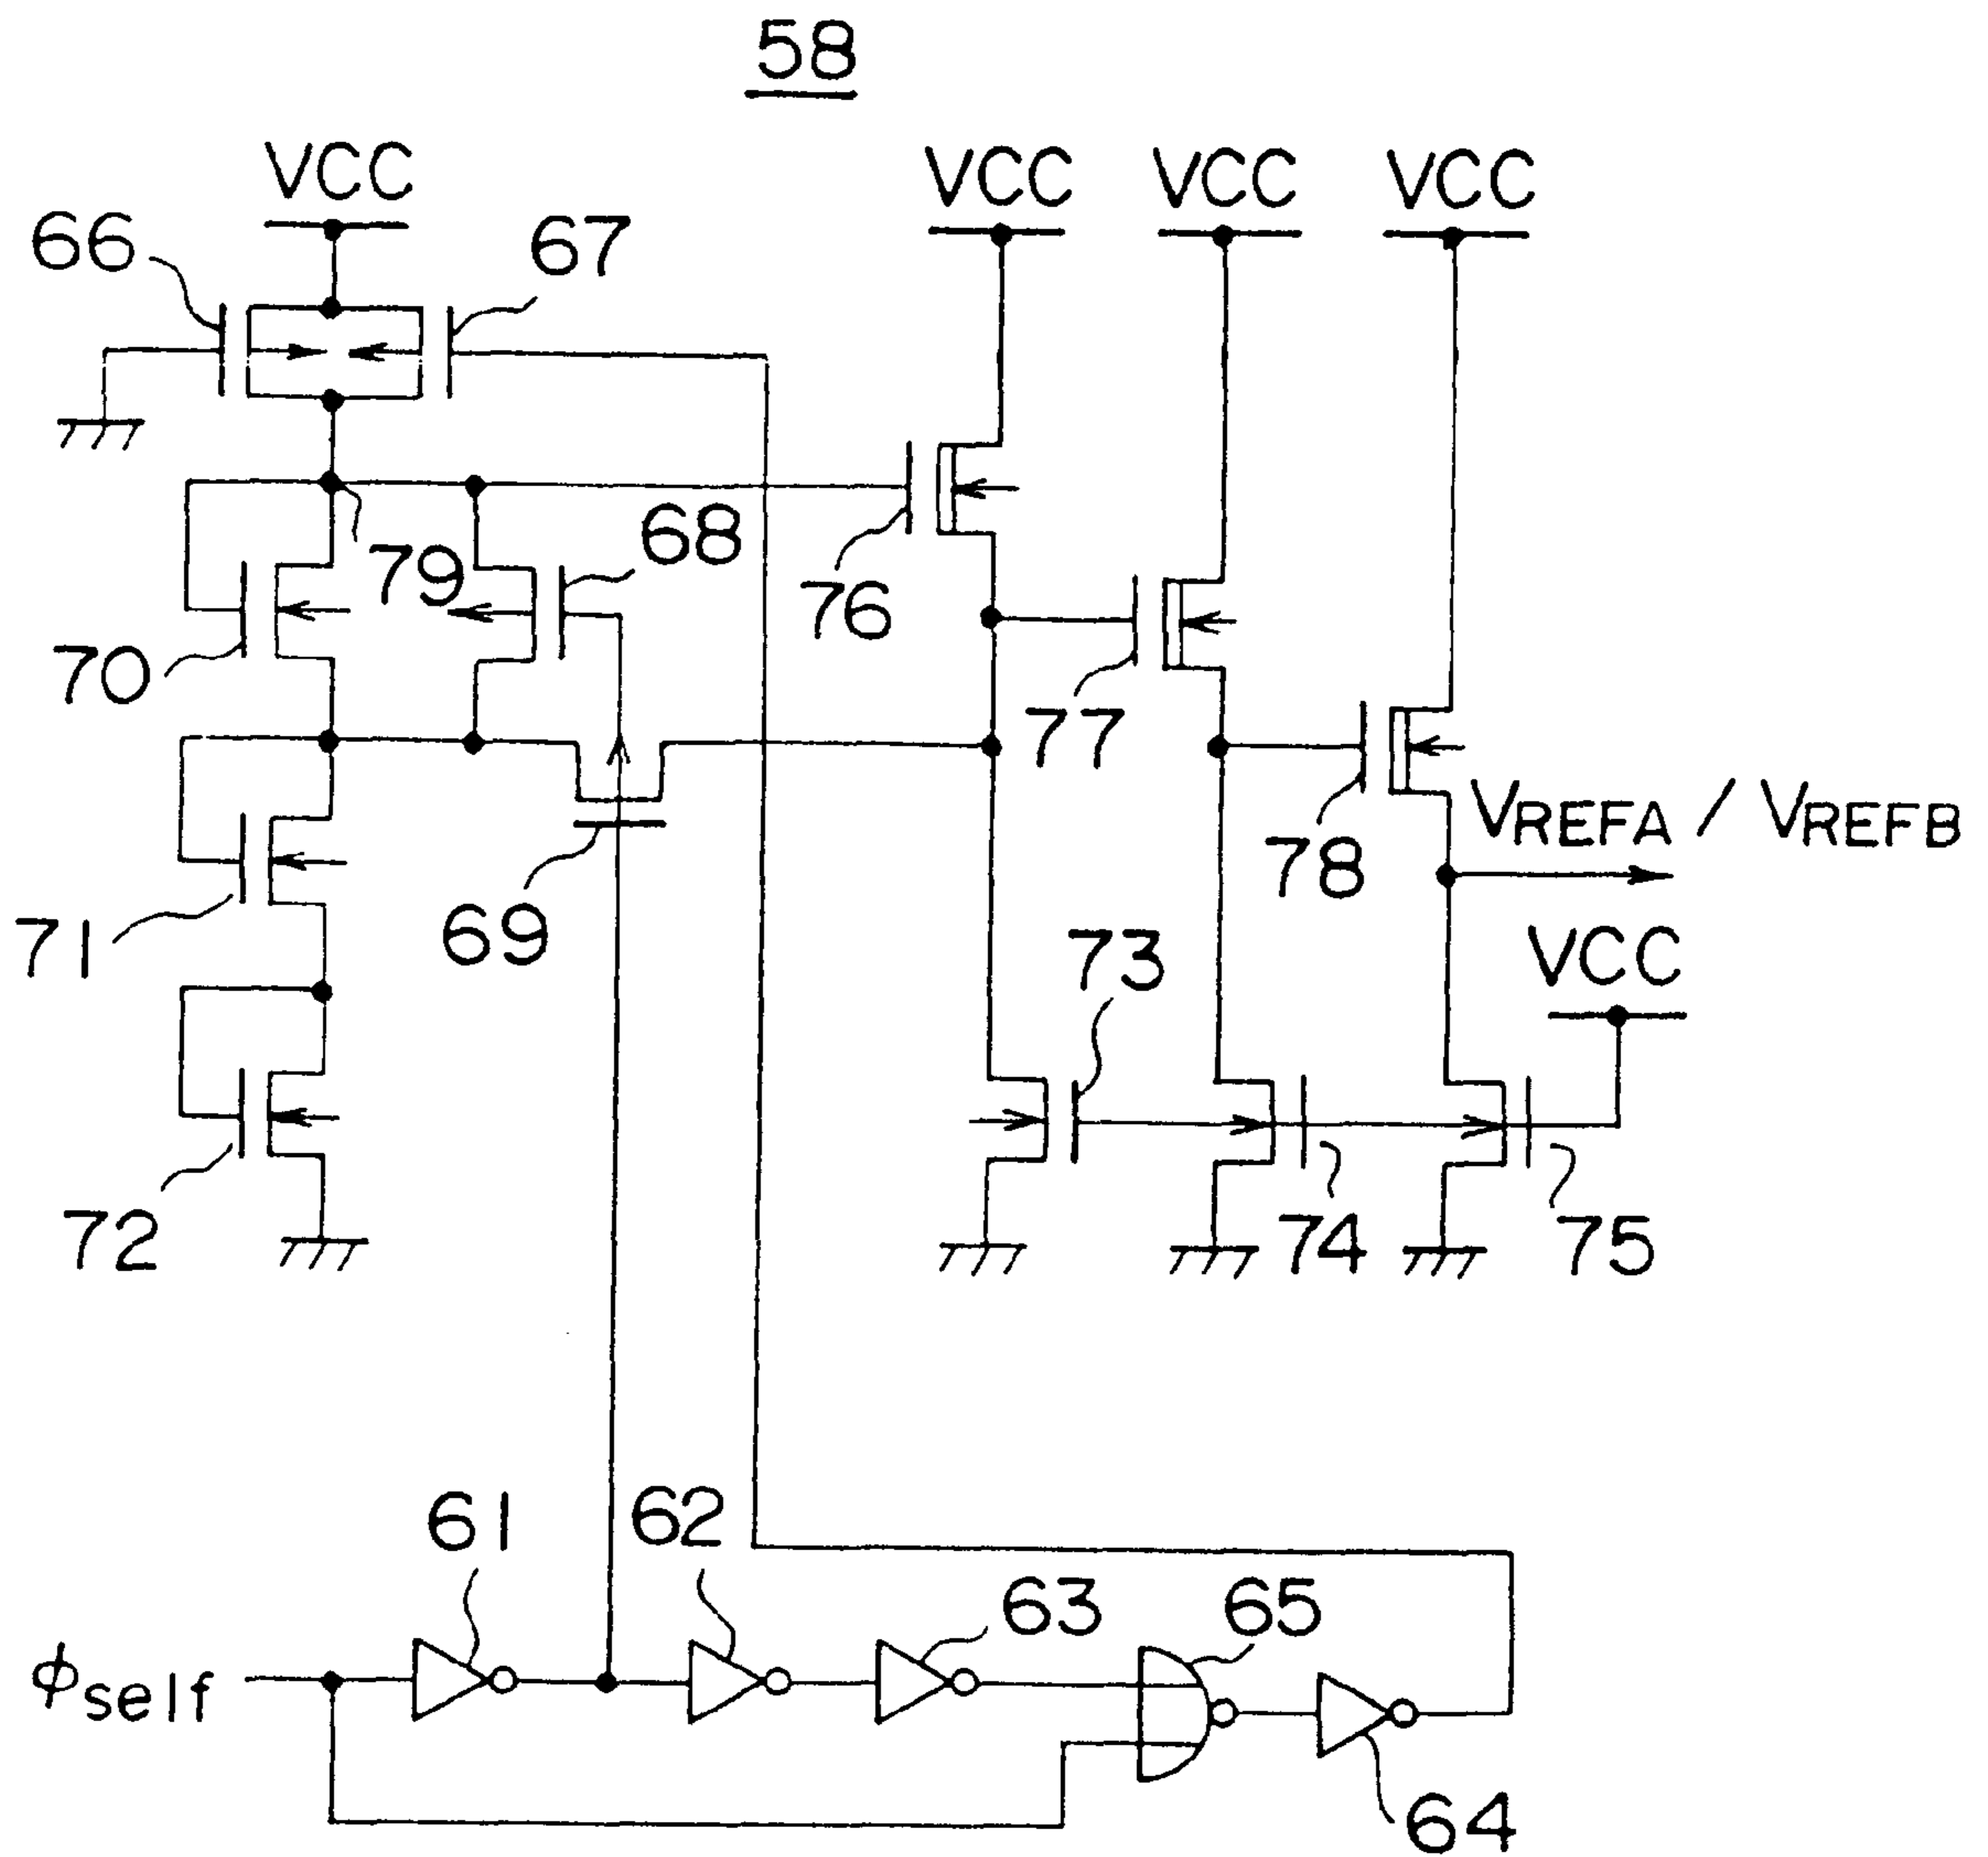 58
VCC
VCC
VCC
VCC
66
67
79
68
76
70
77
VREFA / VREFB
78
69
71
73
VCC
72
74
75
61
62
63
65
ϕself
64